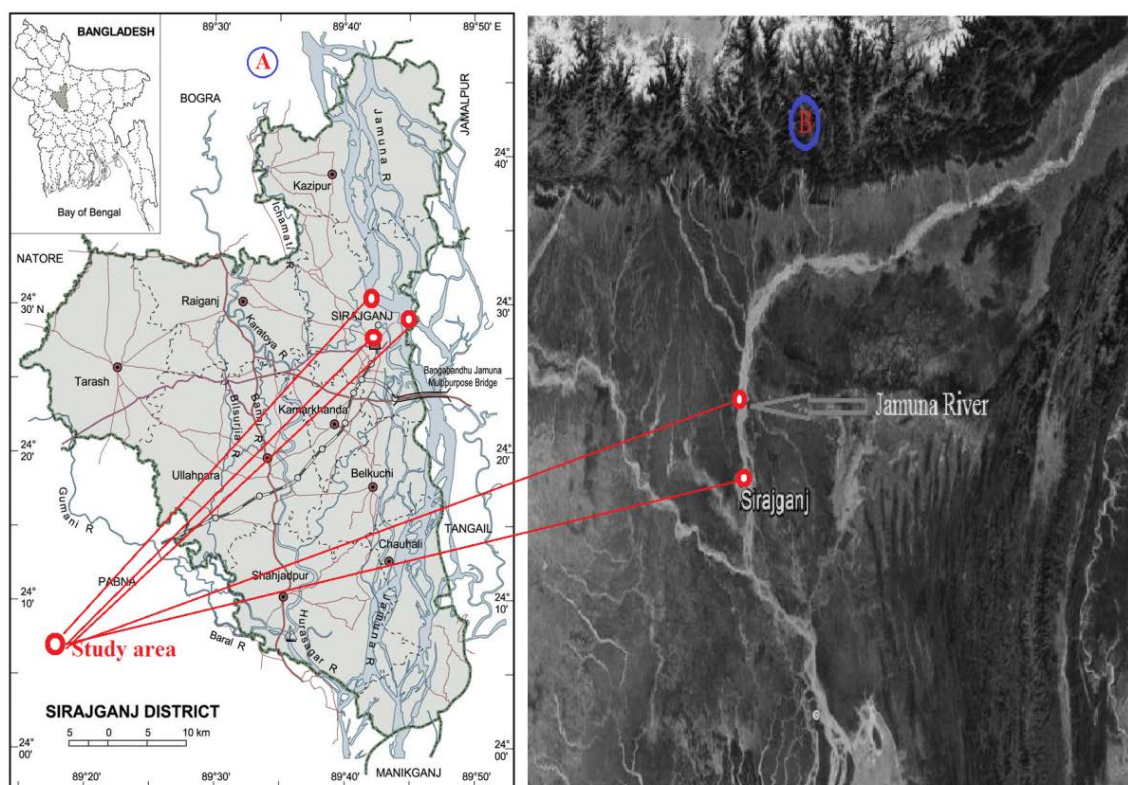 BANGLADESH
Bay of Bengal
A
89°30'
89°40'
89°50' E
BOGRA
JAMALPUR
24°
40'
24°
40'
Jamuna R
Kazipur
Ichamati R
NATORE
24°
30' N
24°
30'
Raiganj
SIRAJGANJ
Karatoya R
Tarash
Bangabandhu Jamuna
Multipurpose Bridge
Kamarkhanda
Bilsurjia R
24°
20'
24°
20'
Ullahpara
Belkuchi
Gumani R
TANGAIL
Chauhali
PABNA
Shahjadpur
24°
10'
24°
10'
Jamuna R
Hurasagar R
Baral R
Study area
SIRAJGANJ DISTRICT
5 0 5 10 km
24°
00'
24°
00'
MANIKGANJ
89°20'
89°30'
89°40'
89°50'
B
Jamuna River
Sirajganj